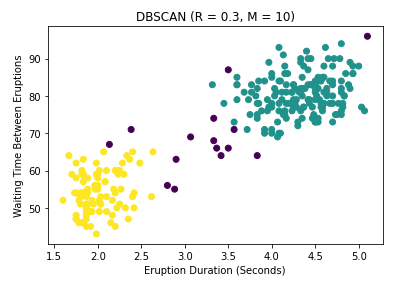 DBSCAN (R = 0.3, M = 10)
Waiting Time Between Eruptions
90
80
70
60
50
1.5 2.0 2.5 3.0 3.5 4.0 4.5 5.0
Eruption Duration (Seconds)